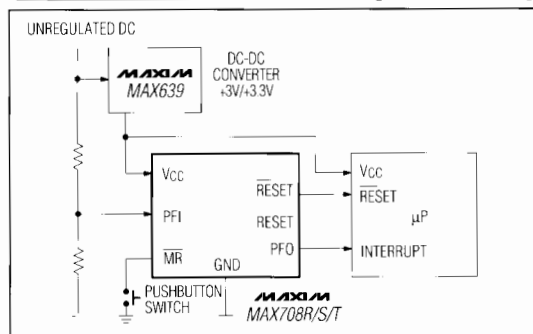 UNREGULATED DC
MAXIM
MAX639
DC-DC
CONVERTER
+3V/+3.3V
VCC
PFI
MR
GND
RESET
RESET
PFO
VCC
RESET
µP
INTERRUPT
PUSHBUTTON
SWITCH
MAXIM
MAX708R/S/T